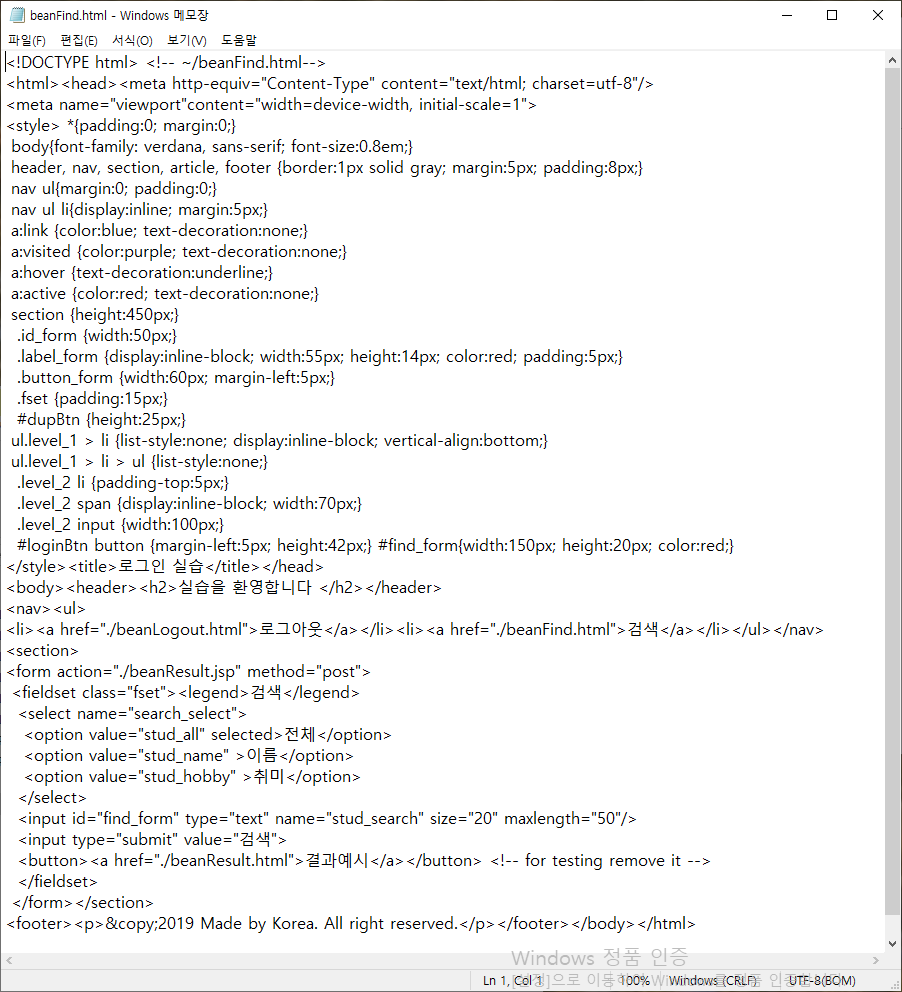 beanFind.html - Windows 메모장
파일(F) 편집(E) 서식(O) 보기(V) 도움말
<!DOCTYPE html> <!-- ~/beanFind.html-->
<html><head><meta http-equiv="Content-Type" content="text/html; charset=utf-8"/>
<meta name="viewport"content="width=device-width, initial-scale=1">
<style> *{padding:0; margin:0;}
body{font-family: verdana, sans-serif; font-size:0.8em;}
header, nav, section, article, footer {border:1px solid gray; margin:5px; padding:8px;}
nav ul{margin:0; padding:0;}
nav ul li{display:inline; margin:5px;}
a:link {color:blue; text-decoration:none;}
a:visited {color:purple; text-decoration:none;}
a:hover {text-decoration:underline;}
a:active {color:red; text-decoration:none;}
section {height:450px;}
.id_form {width:50px;}
.label_form {display:inline-block; width:55px; height:14px; color:red; padding:5px;}
.button_form {width:60px; margin-left:5px;}
.fset {padding:15px;}
#dupBtn {height:25px;}
ul.level_1 > li {list-style:none; display:inline-block; vertical-align:bottom;}
ul.level_1 > li > ul {list-style:none;}
.level_2 li {padding-top:5px;}
.level_2 span {display:inline-block; width:70px;}
.level_2 input {width:100px;}
#loginBtn button {margin-left:5px; height:42px;} #find_form{width:150px; height:20px; color:red;}
</style><title>로그인 실습</title></head>
<body><header><h2>실습을 환영합니다 </h2></header>
<nav><ul>
<li><a href="./beanLogout.html">로그아웃</a></li><li><a href="./beanFind.html">검색</a></li></ul></nav>
<section>
<form action="./beanResult.jsp" method="post">
<fieldset class="fset"><legend>검색</legend>
<select name="search_select">
<option value="stud_all" selected>전체</option>
<option value="stud_name" >이름</option>
<option value="stud_hobby" >취미</option>
</select>
<input id="find_form" type="text" name="stud_search" size="20" maxlength="50"/>
<input type="submit" value="검색">
<button><a href="./beanResult.html">결과예시</a></button> <!-- for testing remove it -->
</fieldset>
</form></section>
<footer><p>&copy;2019 Made by Korea. All right reserved.</p></footer></body></html>
Windows 정품 인증
[설정]으로 이동하여 Windows를 정품 인증합니다.
Ln 1, Col 1 100% Windows (CRLF) UTF-8(BOM)